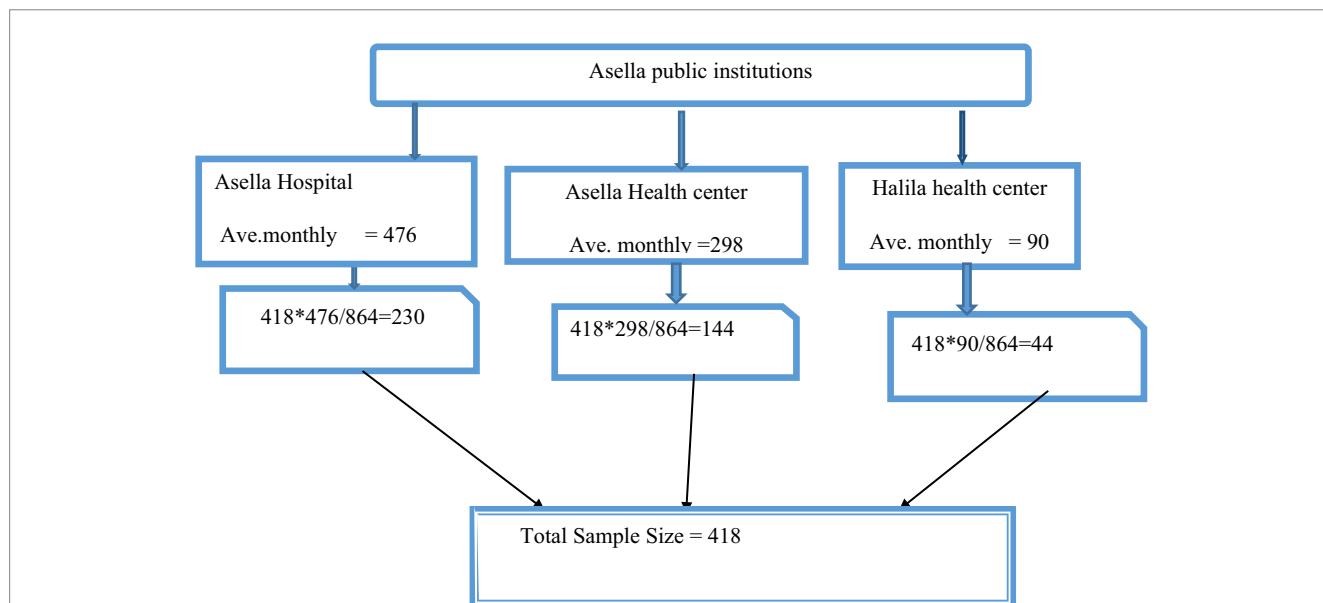 Asella public institutions
Asella Hospital
Ave.monthly = 476
Asella Health center
Ave. monthly =298
Halila health center
Ave. monthly = 90
418*476/864=230
418*298/864=144
418*90/864=44
Total Sample Size = 418